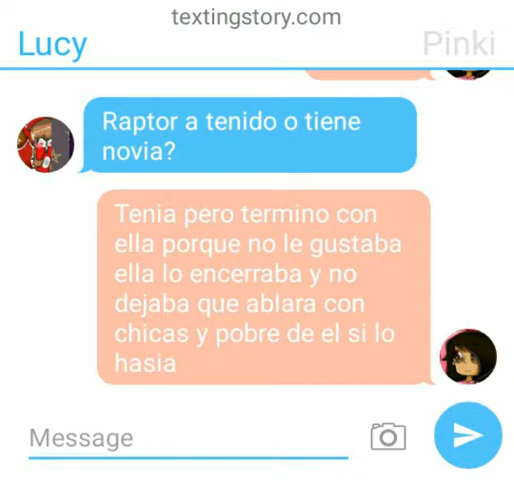 textingstory.com
Lucy
Pinki
Raptor a tenido o tiene
novia?
Tenia pero termino con
ella porque no le gustaba
ella lo encerraba y no
dejaba que ablara con
chicas y pobre de el si lo
hasia
Message